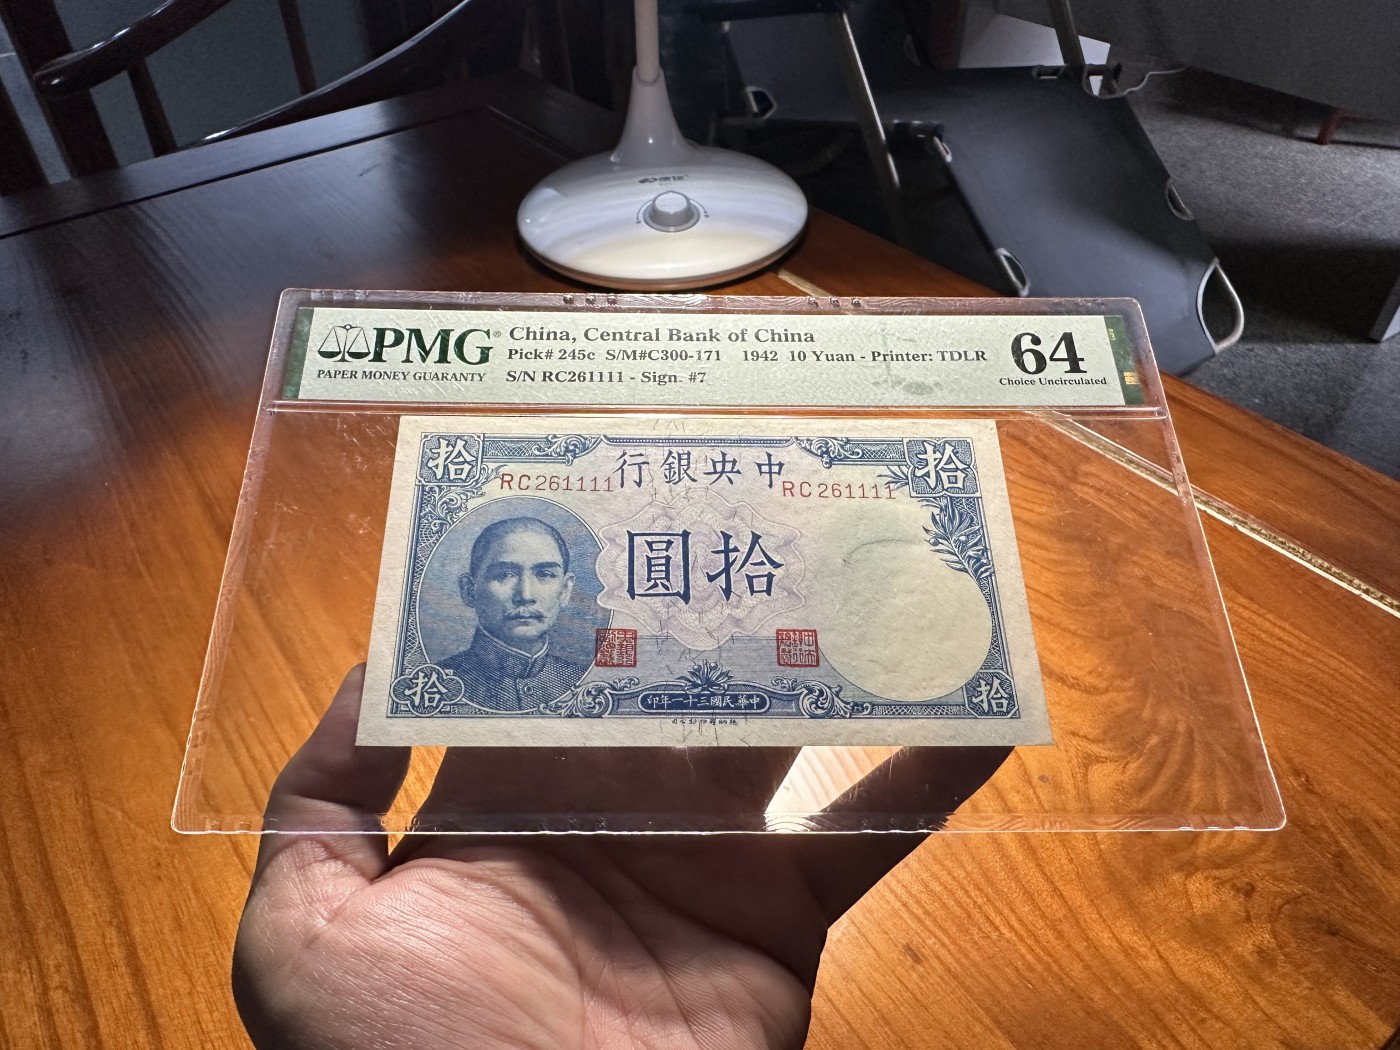 PMG®
PAPER MONEY GUARANTY
China, Central Bank of China
Pick# 245c S/M#C300-171 1942 10 Yuan - Printer: TDLR
S/N RC261111 - Sign. #7
64
Choice Uncirculated
拾
行銀央中
拾
RC261111
RC261111
圓拾
拾
印年一十三國民華中
拾